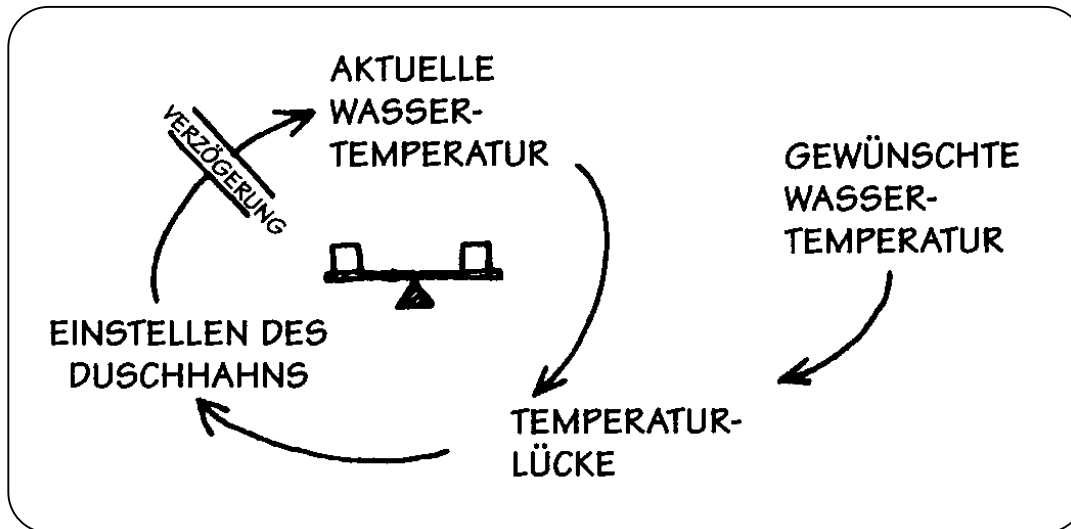 AKTUELLE
WASSER-
TEMPERATUR
VERZÖGERUNG
GEWÜNSCHTE
WASSER-
TEMPERATUR
EINSTELLEN DES
DUSCHHAHNS
TEMPERATUR-
LÜCKE